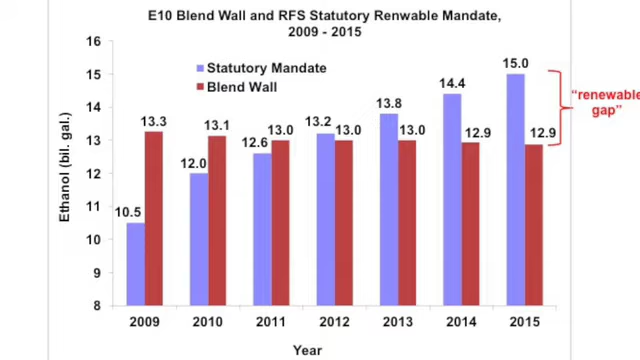 E10 Blend Wall and RFS Statutory Renwable Mandate,
2009 - 2015
16
15
14
13
12
11
10
9
8
Ethanol (bil. gal.)
Statutory Mandate
Blend Wall
10.5
13.3
12.0
13.1
12.6
13.0
13.2
13.0
13.8
13.0
14.4
12.9
15.0
12.9
“renewable
gap”
2009 2010 2011 2012 2013 2014 2015
Year